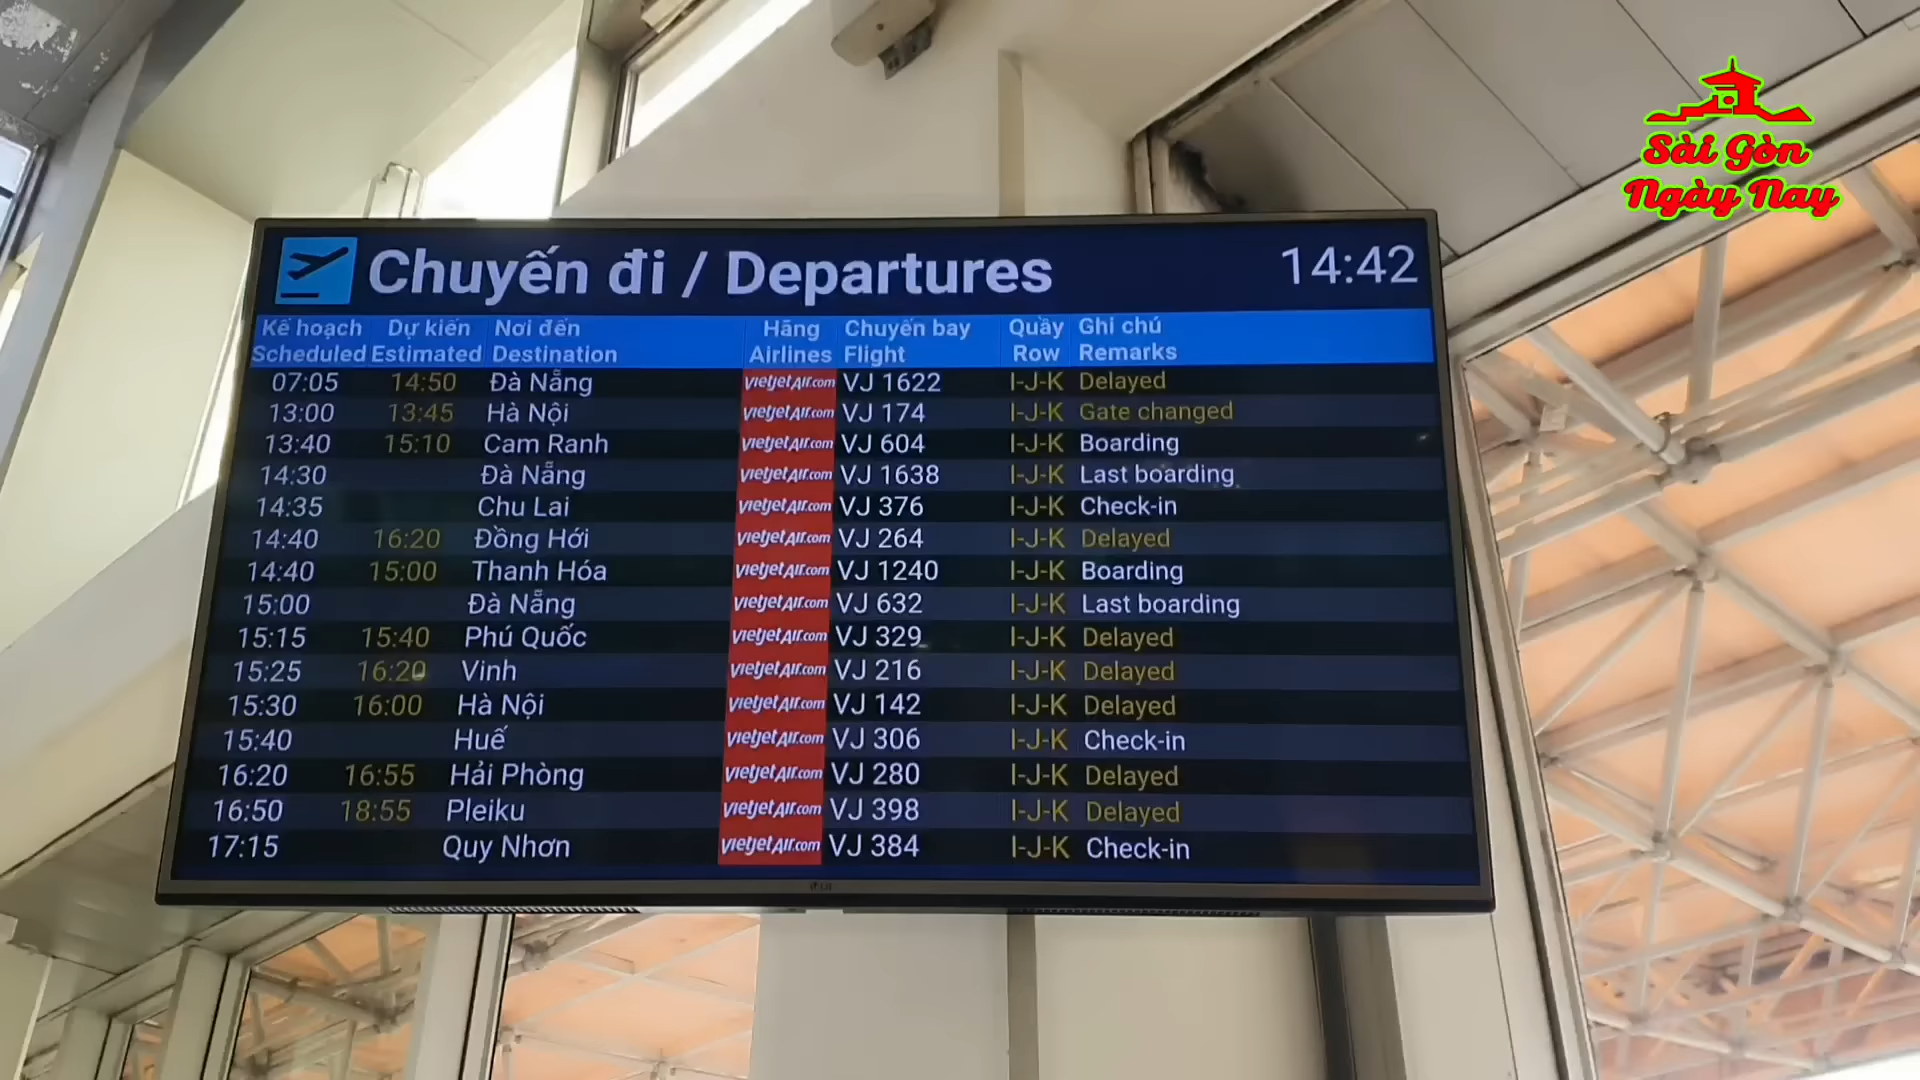 Sài Gòn
Ngày Nay
Chuyến đi / Departures 14:42
Kế hoạch Dự kiến Nơi đến Hãng Chuyến bay Quầy Ghi chú
Scheduled Estimated Destination Airlines Flight Row Remarks
07:05 14:50 Đà Nẵng vietjetAir.com VJ 1622 I-J-K Delayed
13:00 13:45 Hà Nội vietjetAir.com VJ 174 I-J-K Gate changed
13:40 15:10 Cam Ranh vietjetAir.com VJ 604 I-J-K Boarding
14:30 Đà Nẵng vietjetAir.com VJ 1638 I-J-K Last boarding
14:35 Chu Lai vietjetAir.com VJ 376 I-J-K Check-in
14:40 16:20 Đồng Hới vietjetAir.com VJ 264 I-J-K Delayed
14:40 15:00 Thanh Hóa vietjetAir.com VJ 1240 I-J-K Boarding
15:00 Đà Nẵng vietjetAir.com VJ 632 I-J-K Last boarding
15:15 15:40 Phú Quốc vietjetAir.com VJ 329 I-J-K Delayed
15:25 16:20 Vinh vietjetAir.com VJ 216 I-J-K Delayed
15:30 16:00 Hà Nội vietjetAir.com VJ 142 I-J-K Delayed
15:40 Huế vietjetAir.com VJ 306 I-J-K Check-in
16:20 16:55 Hải Phòng vietjetAir.com VJ 280 I-J-K Delayed
16:50 18:55 Pleiku vietjetAir.com VJ 398 I-J-K Delayed
17:15 Quy Nhơn vietjetAir.com VJ 384 I-J-K Check-in
LG